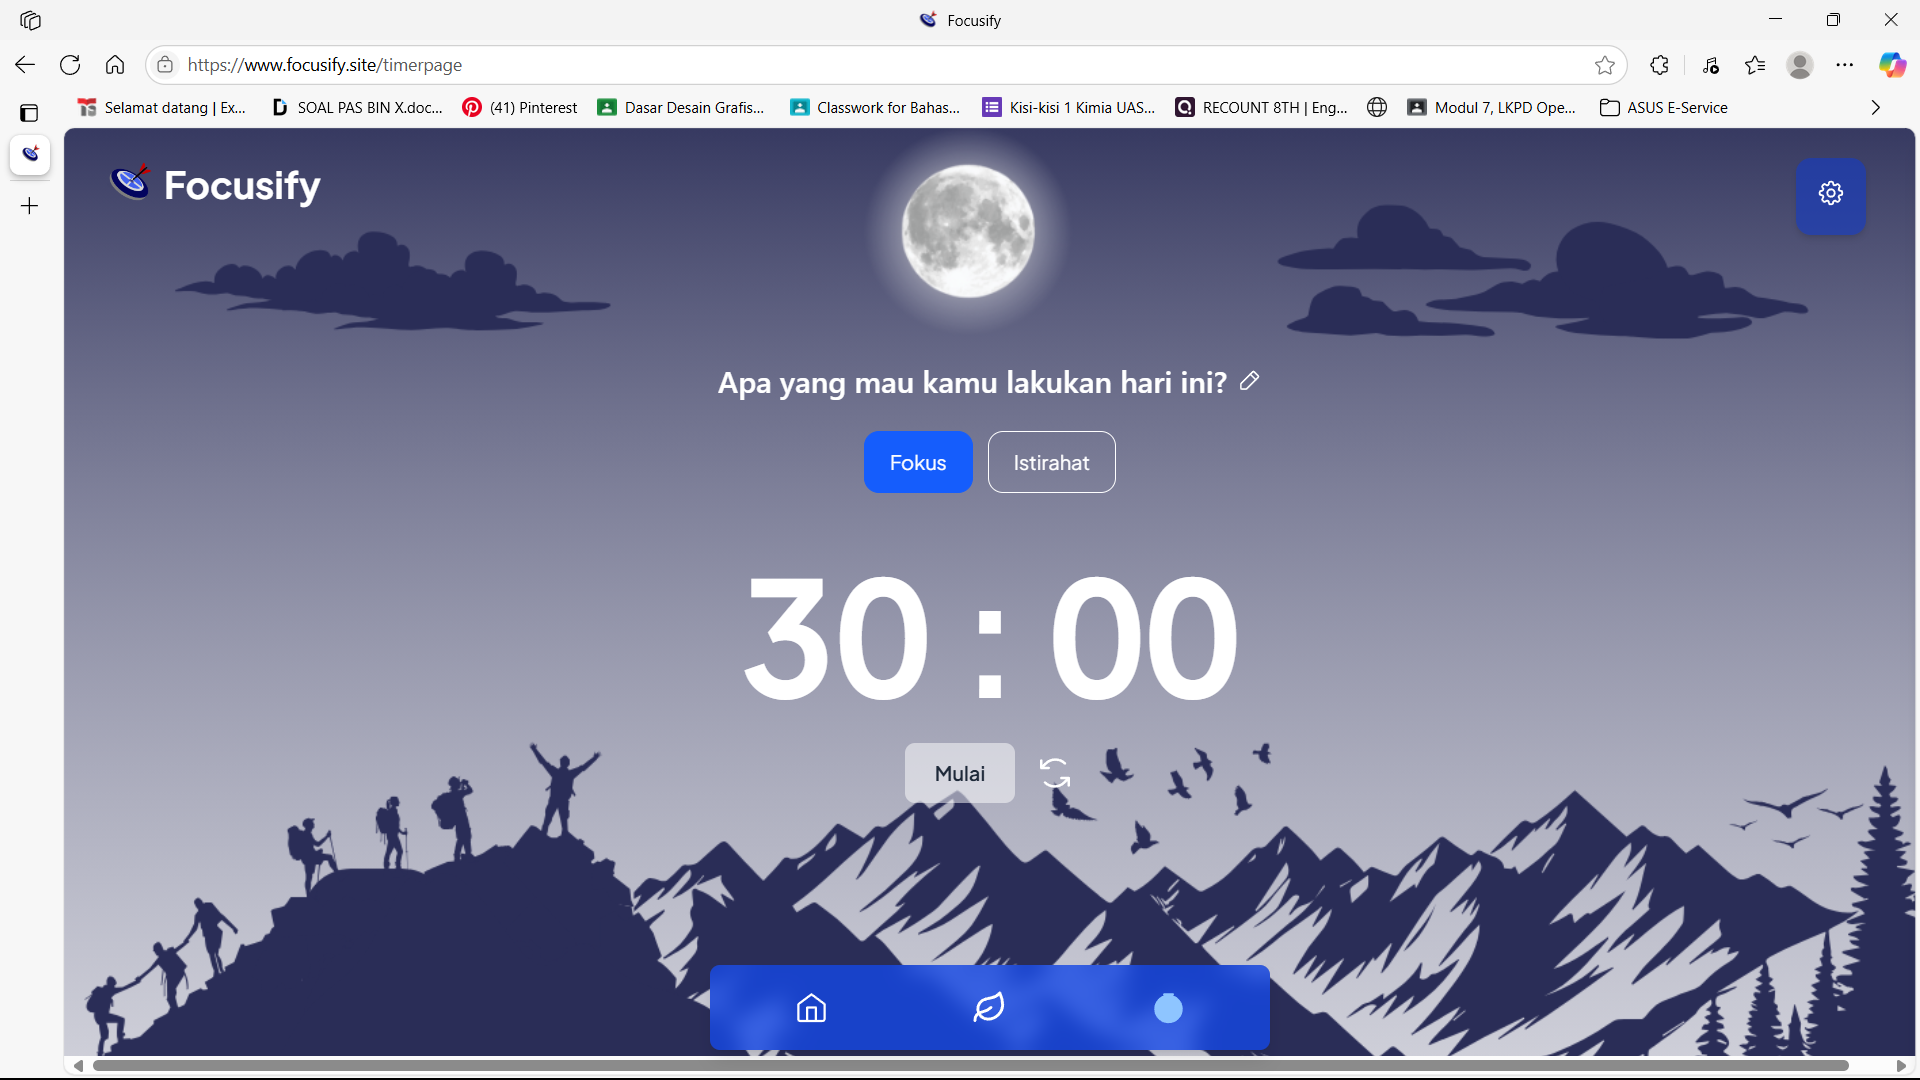 Focusify
https://www.focusify.site/timerpage
Selamat datang | Ex...
SOAL PAS BIN X.doc...
(41) Pinterest
Dasar Desain Grafis...
Classwork for Bahas...
Kisi-kisi 1 Kimia UAS...
RECOUNT 8TH | Eng...
Modul 7, LKPD Ope...
ASUS E-Service
Focusify
Apa yang mau kamu lakukan hari ini?
Fokus
Istirahat
30 : 00
Mulai